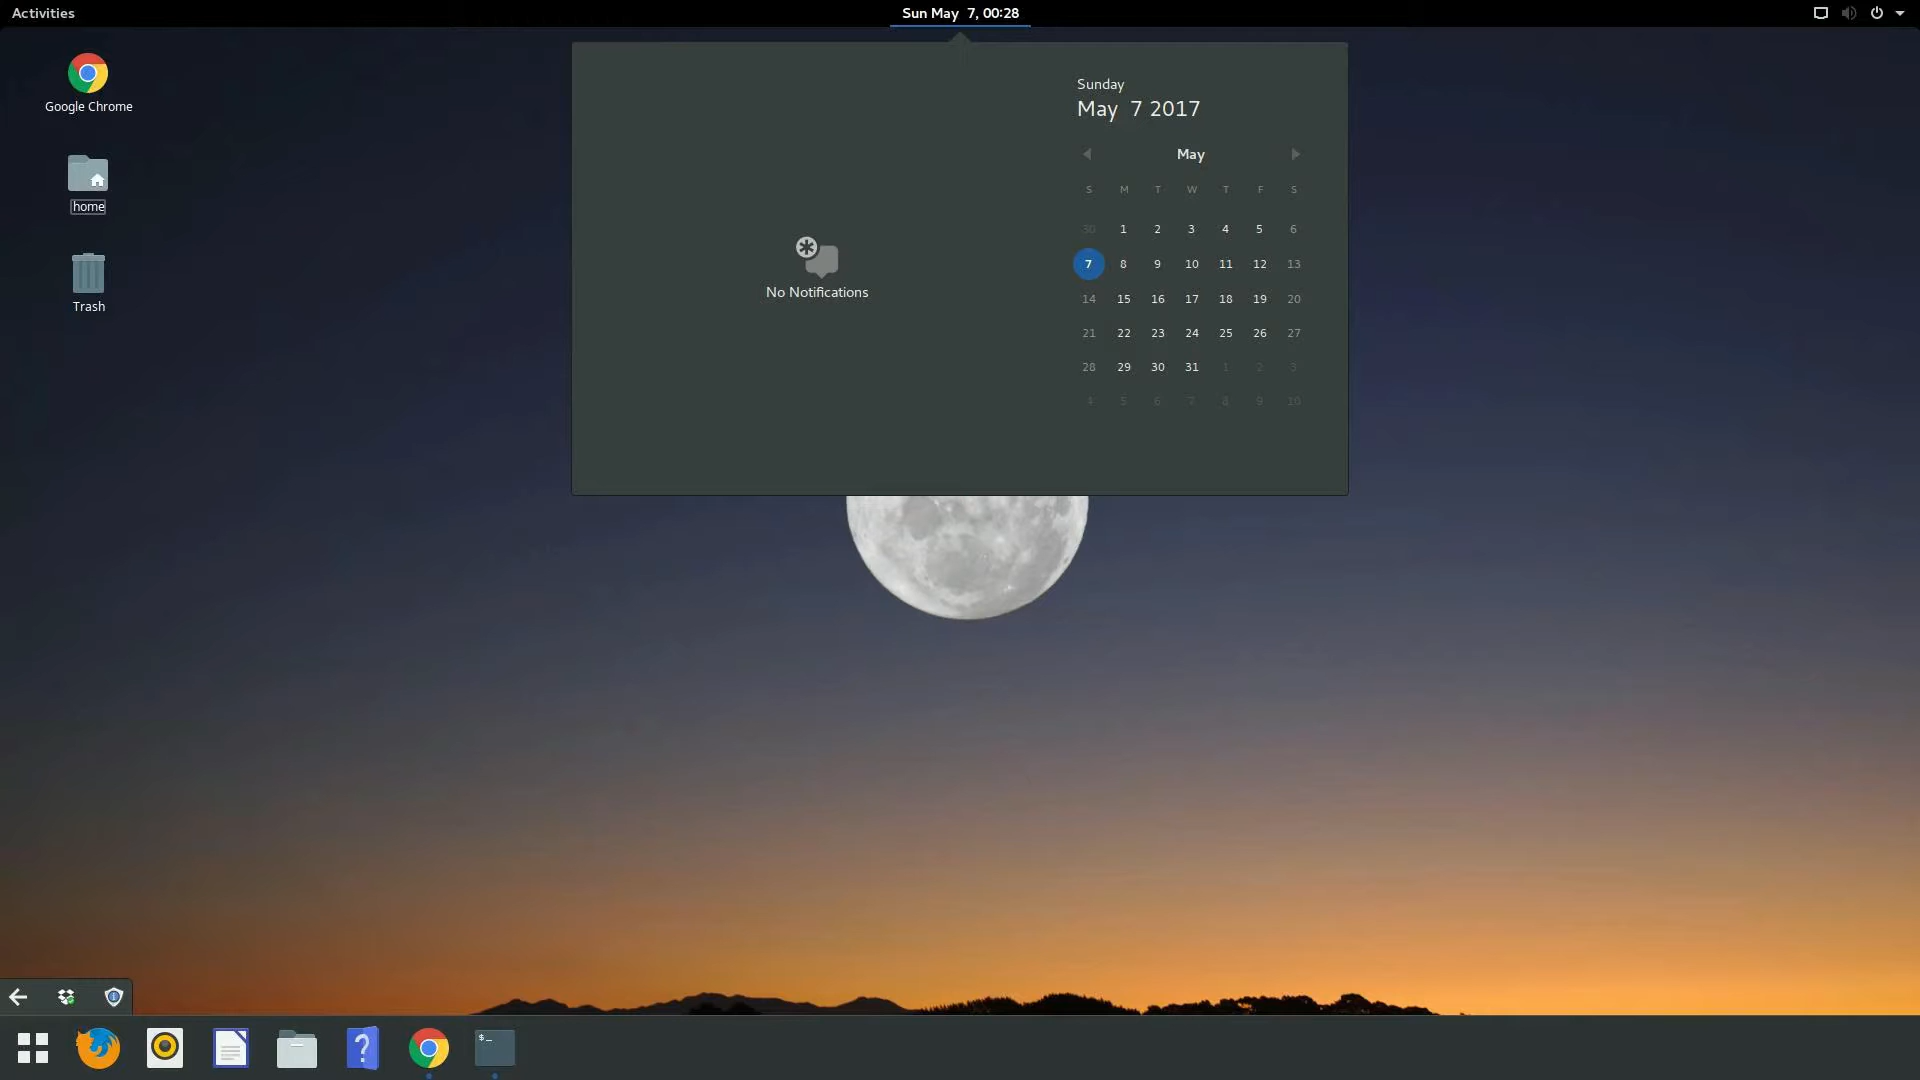 Activities
Sun May  7, 00:28
Google Chrome
home
Trash
No Notifications
Sunday
May  7 2017
May
S M T W T F S
30 1 2 3 4 5 6
7 8 9 10 11 12 13
14 15 16 17 18 19 20
21 22 23 24 25 26 27
28 29 30 31 1 2 3
4 5 6 7 8 9 10
?
$_